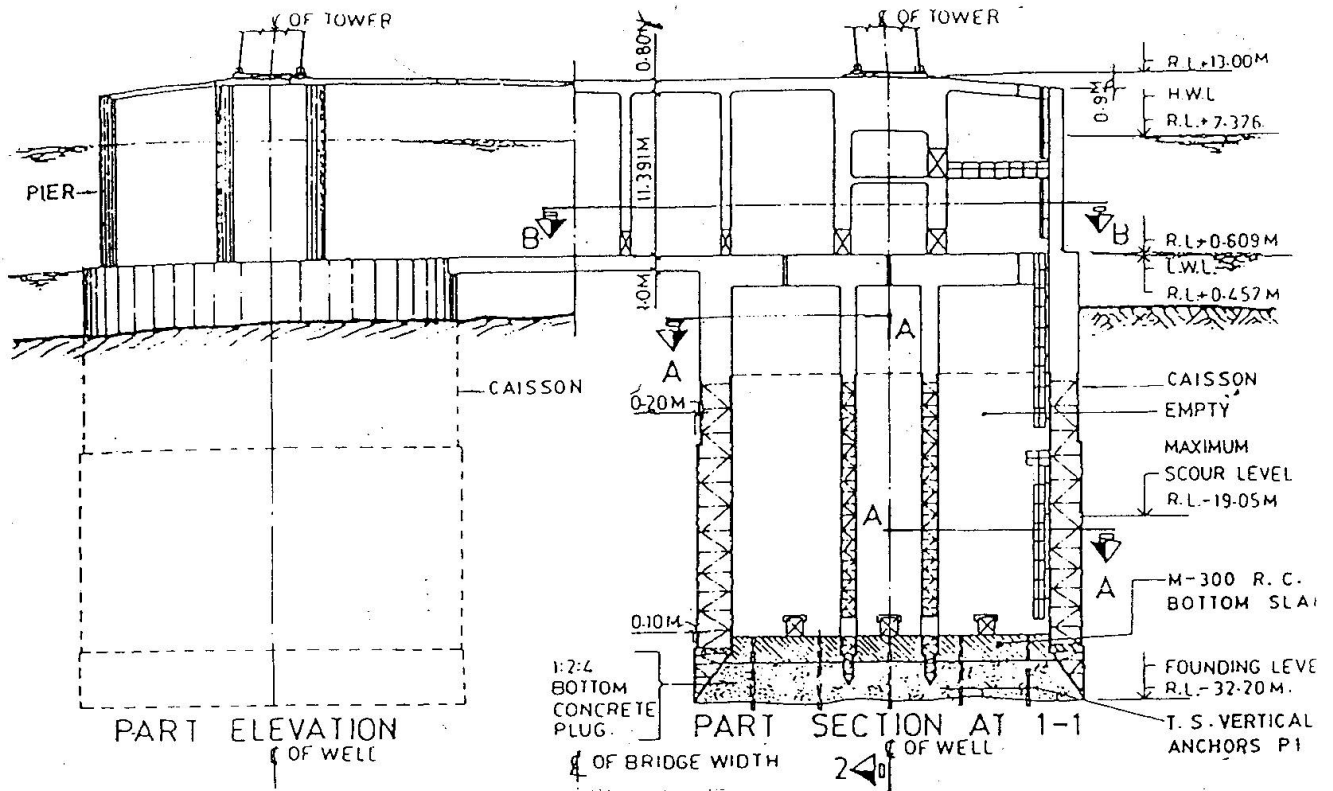 ℄ OF TOWER
℄ OF TOWER
0.80M
R.L.+13.00M
0.9M
H.W.L
R.L.+7.326.
PIER
11.391M
B
B
R.L+0.609M
L.W.L.
R.L+0.457M
1.0M
A
A
CAISSON
0.20M
CAISSON
EMPTY
MAXIMUM
SCOUR LEVEL
R.L.-19.05M
A
A
M-300 R.C.
BOTTOM SLA
0.10M
1:2:4
BOTTOM
CONCRETE
PLUG.
FOUNDING LEVE
R.L.-32.20M.
T.S.VERTICAL
ANCHORS P1
PART ELEVATION
PART SECTION AT 1-1
℄ OF WELL
℄ OF BRIDGE WIDTH
2
℄ OF WELL